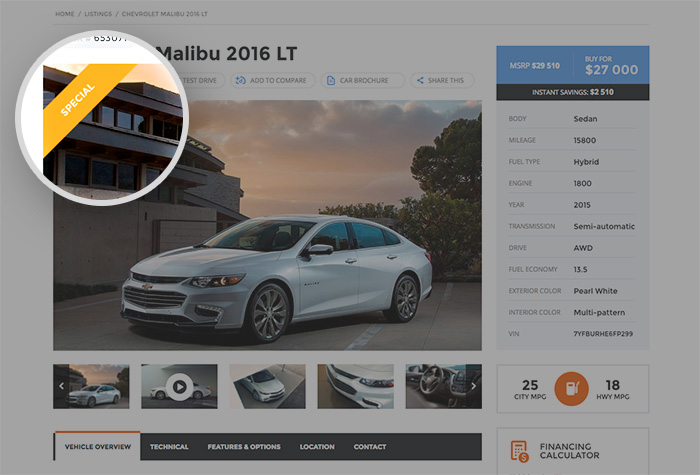 HOME / LISTINGS / CHEVROLET MALIBU 2016 LT
Malibu 2016 LT
TEST DRIVE
ADD TO COMPARE
CAR BROCHURE
SHARE THIS
SPECIAL
MSRP $29 510
BUY FOR
$27 000
INSTANT SAVINGS: $2 510
BODY Sedan
MILEAGE 15800
FUEL TYPE Hybrid
ENGINE 1800
YEAR 2015
TRANSMISSION Semi-automatic
DRIVE AWD
FUEL ECONOMY 13.5
EXTERIOR COLOR Pearl White
INTERIOR COLOR Multi-pattern
VIN 7YFBURHE6FP299
25
CITY MPG
18
HWY MPG
VEHICLE OVERVIEW
TECHNICAL
FEATURES & OPTIONS
LOCATION
CONTACT
FINANCING
CALCULATOR